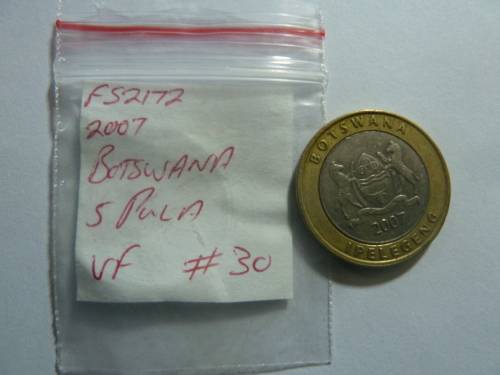 FS2172
2007
BOTSWANA
5 PULA
VF #30
BOTSWANA
2007
IPELEGENG